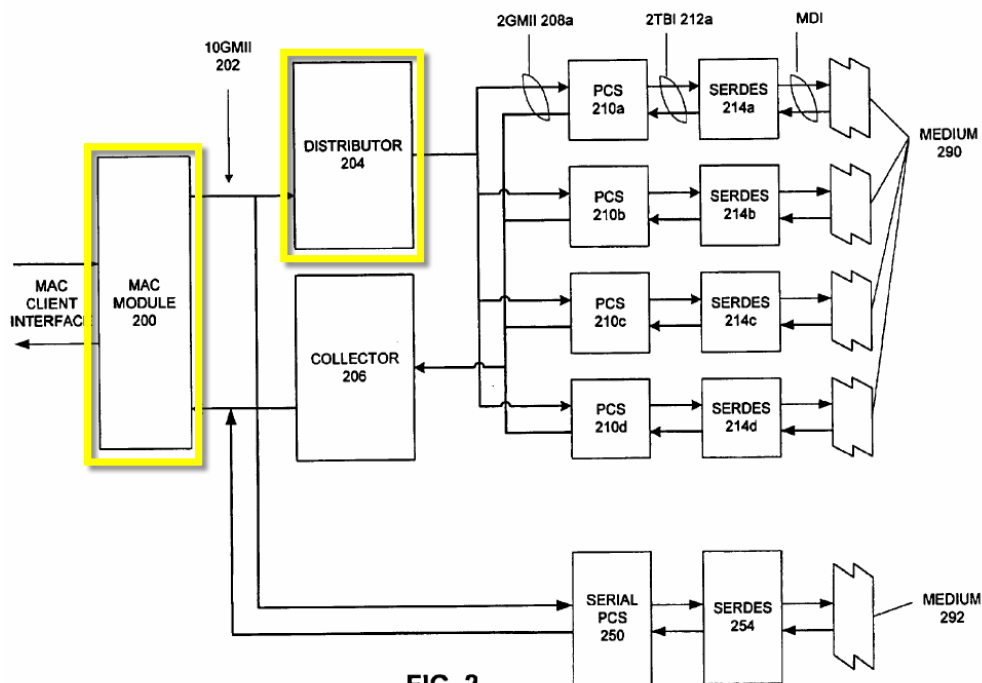 2GMII 208a
2TBI 212a
MDI
10GMII
202
DISTRIBUTOR
204
PCS
210a
SERDES
214a
MEDIUM
290
MAC
CLIENT
INTERFACE
MAC
MODULE
200
PCS
210b
SERDES
214b
COLLECTOR
206
PCS
210c
SERDES
214c
PCS
210d
SERDES
214d
SERIAL
PCS
250
SERDES
254
MEDIUM
292
FIG. 2